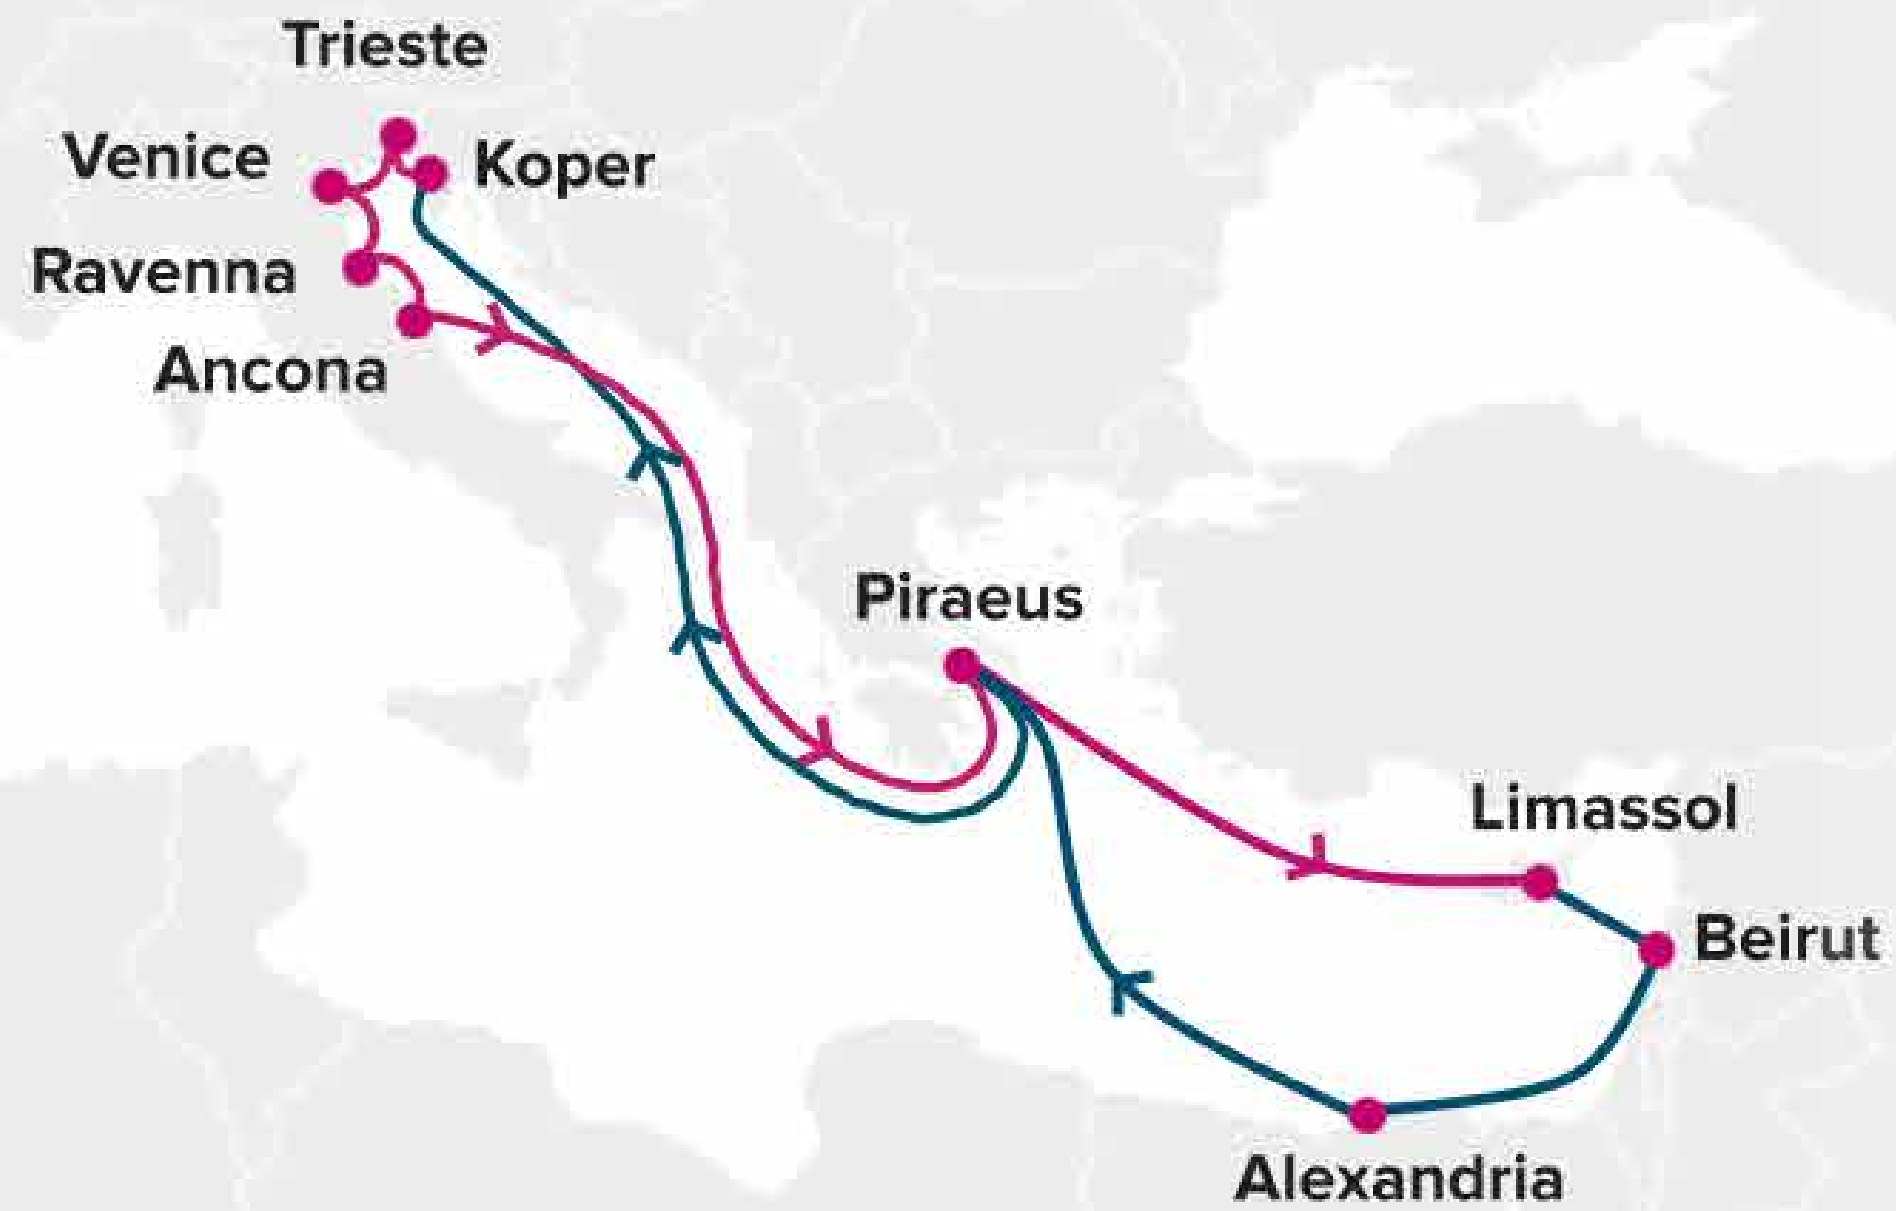 Trieste
Venice
Koper
Ravenna
Ancona
Piraeus
Limassol
Beirut
Alexandria